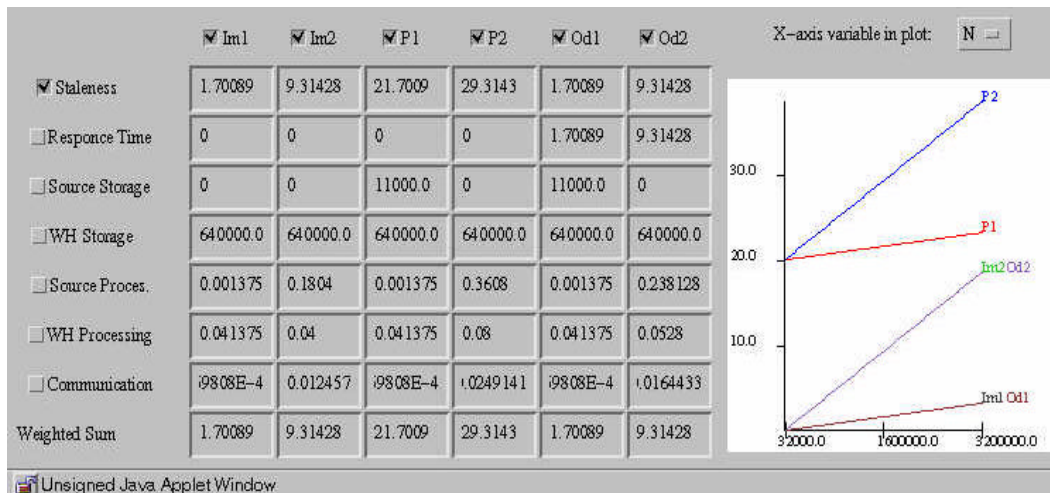 Im1 Im2 P1 P2 Od1 Od2 X-axis variable in plot: N
Staleness 1.70089 9.31428 21.7009 29.3143 1.70089 9.31428
Responce Time 0 0 0 0 1.70089 9.31428
Source Storage 0 0 11000.0 0 11000.0 0
WH Storage 640000.0 640000.0 640000.0 640000.0 640000.0 640000.0
Source Proces. 0.001375 0.1804 0.001375 0.3608 0.001375 0.238128
WH Processing 0.041375 0.04 0.041375 0.08 0.041375 0.0528
Communication 9808E-4 0.012457 9808E-4 .0249141 9808E-4 .0164433
Weighted Sum 1.70089 9.31428 21.7009 29.3143 1.70089 9.31428
P2
30.0
P1
20.0
Im2 Od2
10.0
Im1 Od1
32000.0 1600000.0 3200000.0
Unsigned Java Applet Window